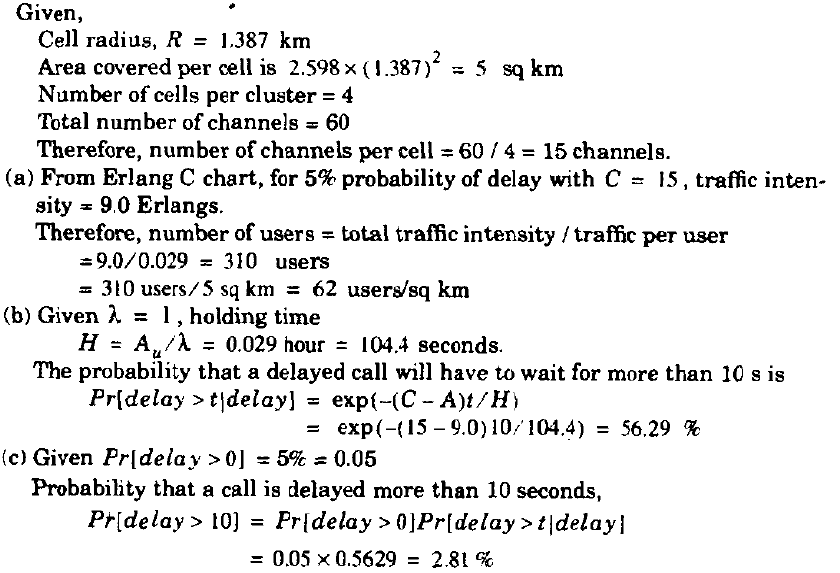 Given,
Cell radius, R = 1.387 km
Area covered per cell is 2.598 × (1.387)² = 5 sq km
Number of cells per cluster = 4
Total number of channels = 60
Therefore, number of channels per cell = 60 / 4 = 15 channels.
(a) From Erlang C chart, for 5% probability of delay with C = 15, traffic inten-
sity = 9.0 Erlangs.
Therefore, number of users = total traffic intensity / traffic per user
=9.0/0.029 = 310 users
= 310 users/5 sq km = 62 users/sq km
(b) Given λ = 1, holding time
H = Aᵤ/λ = 0.029 hour = 104.4 seconds.
The probability that a delayed call will have to wait for more than 10 s is
Pr[delay > t|delay] = exp(-(C - A)t/H)
= exp(-(15 - 9.0)10/104.4) = 56.29 %
(c) Given Pr[delay > 0] = 5% = 0.05
Probability that a call is delayed more than 10 seconds,
Pr[delay > 10] = Pr[delay > 0]Pr[delay > t|delay]
= 0.05 × 0.5629 = 2.81 %